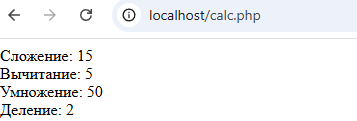 localhost/calc.php
Сложение: 15
Вычитание: 5
Умножение: 50
Деление: 2